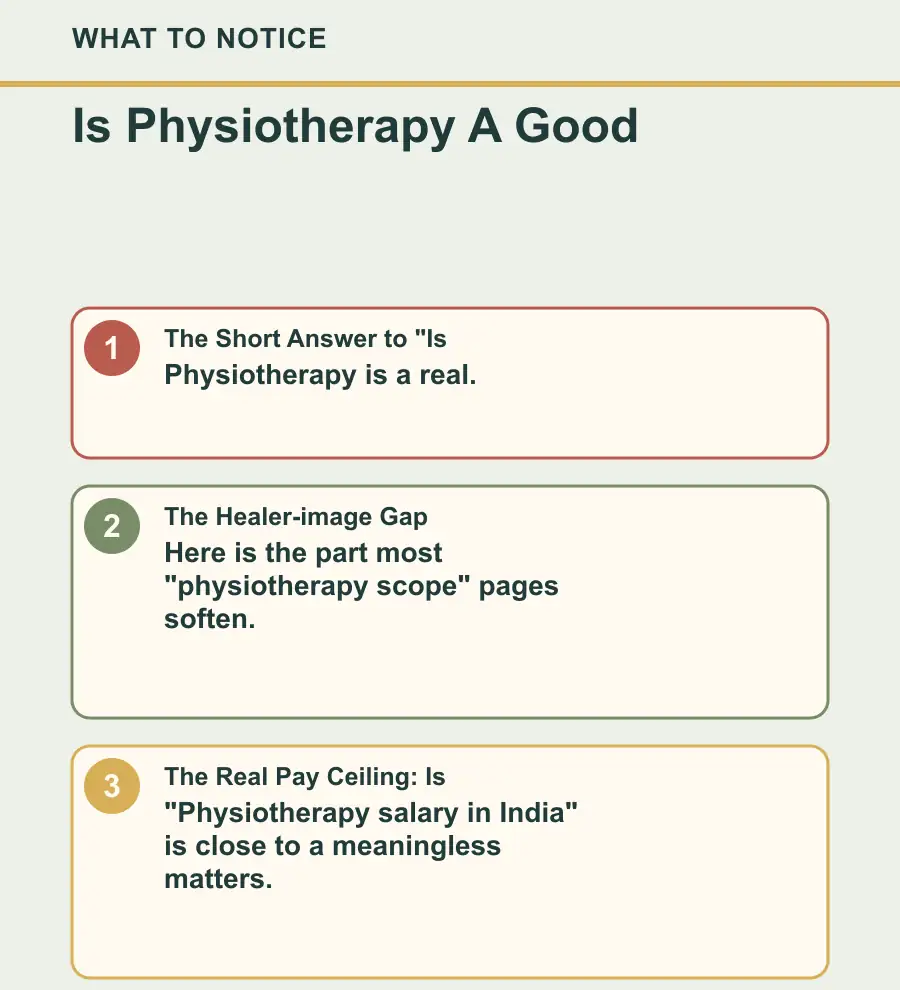 WHAT TO NOTICE
Is Physiotherapy A Good
1
The Short Answer to "Is
Physiotherapy is a real.
2
The Healer-image Gap
Here is the part most
"physiotherapy scope" pages
soften.
3
The Real Pay Ceiling: Is
"Physiotherapy salary in India"
is close to a meaningless
matters.